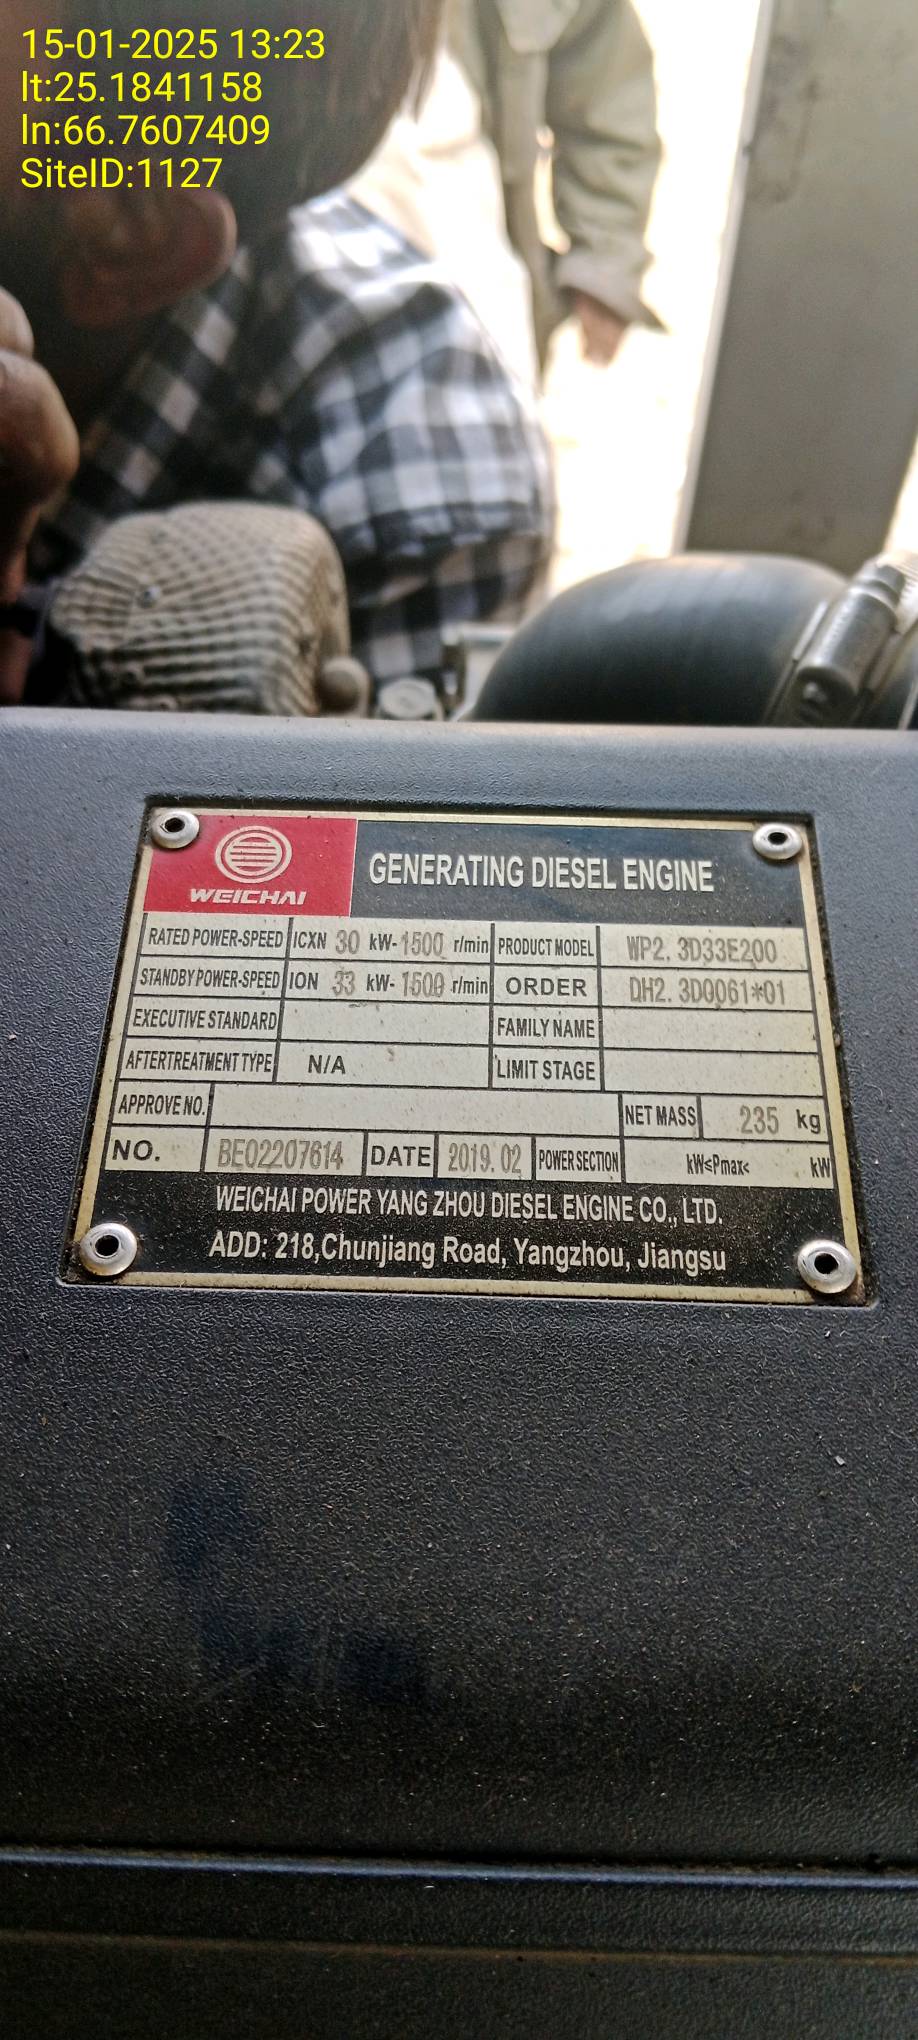 15-01-2025 13:23
lt:25.1841158
ln:66.7607409
SiteID:1127
WEICHAI
GENERATING DIESEL ENGINE
RATED POWER-SPEED ICXN 30 kW-1500 r/min PRODUCT MODEL WP2.3D33E200
STANDBY POWER-SPEED ION 33 kW-1500 r/min ORDER DH2.3D0061*01
EXECUTIVE STANDARD FAMILY NAME
AFTERTREATMENT TYPE N/A LIMIT STAGE
APPROVE NO. NET MASS 235 kg
NO. BE02207614 DATE 2019.02 POWER SECTION kW<Pmax< kW
WEICHAI POWER YANG ZHOU DIESEL ENGINE CO., LTD.
ADD: 218,Chunjiang Road, Yangzhou, Jiangsu